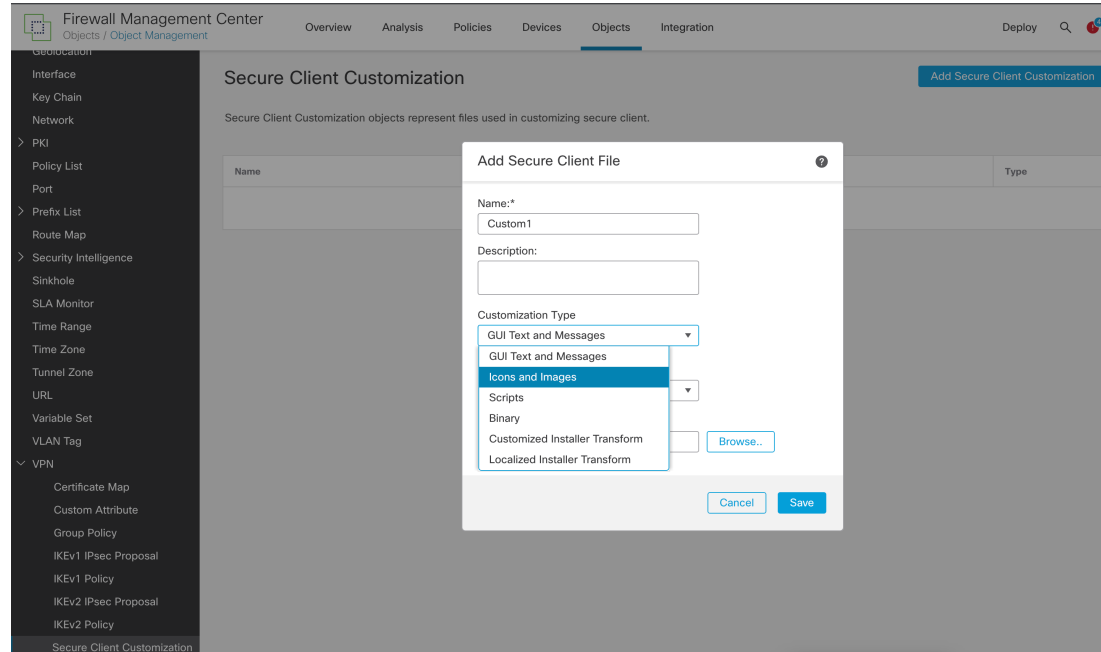 Firewall Management Center
Objects / Object Management
Overview
Analysis
Policies
Devices
Objects
Integration
Deploy
Geolocation
Interface
Key Chain
Network
PKI
Policy List
Port
Prefix List
Route Map
Security Intelligence
Sinkhole
SLA Monitor
Time Range
Time Zone
Tunnel Zone
URL
Variable Set
VLAN Tag
VPN
Certificate Map
Custom Attribute
Group Policy
IKEv1 IPsec Proposal
IKEv1 Policy
IKEv2 IPsec Proposal
IKEv2 Policy
Secure Client Customization
Secure Client Customization
Add Secure Client Customization
Secure Client Customization objects represent files used in customizing secure client.
Name
Type
Add Secure Client File
?
Name:*
Custom1
Description:
Customization Type
GUI Text and Messages
GUI Text and Messages
Icons and Images
Scripts
Binary
Customized Installer Transform
Localized Installer Transform
Browse..
Cancel
Save